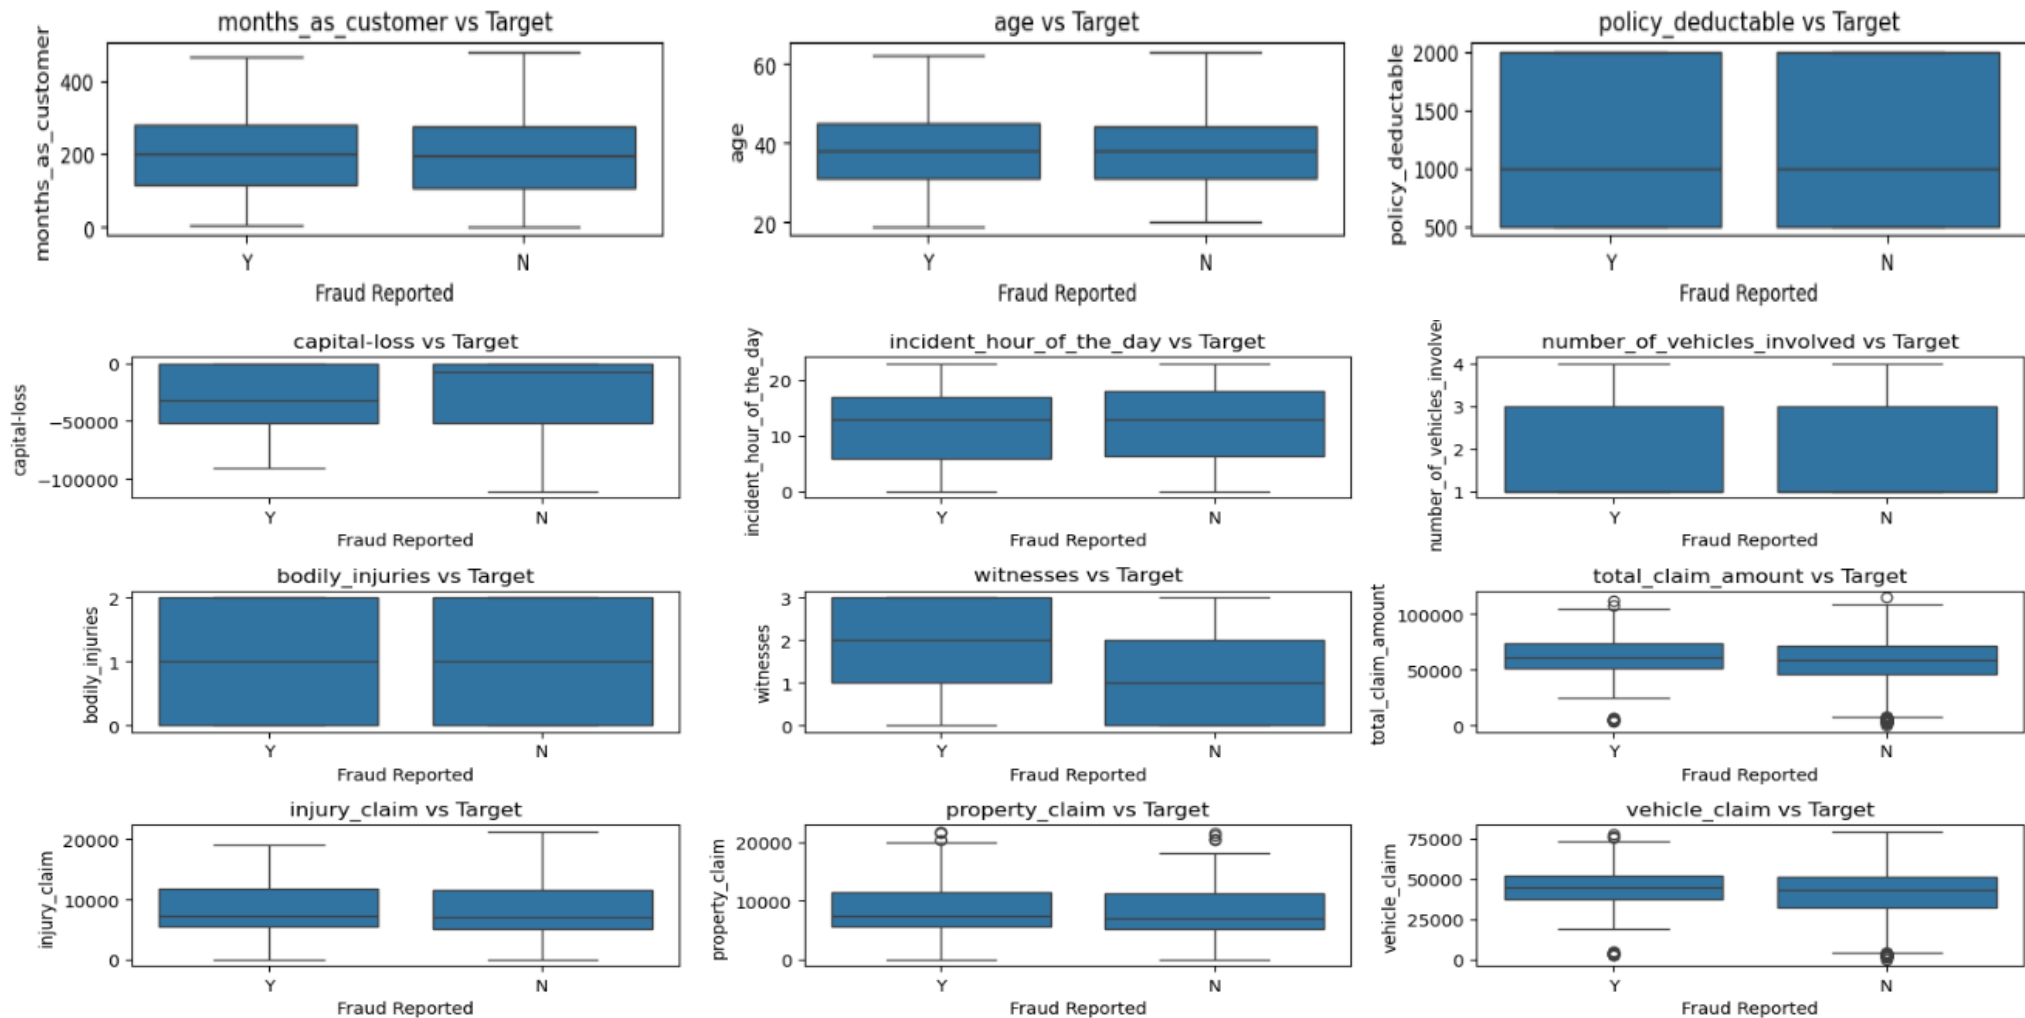 months_as_customer vs Target
months_as_customer
400
200
0
Y N
Fraud Reported
age vs Target
age
60
40
20
Y N
Fraud Reported
policy_deductable vs Target
policy_deductable
2000
1500
1000
500
Y N
Fraud Reported
capital-loss vs Target
capital-loss
0
−50000
−100000
Y N
Fraud Reported
incident_hour_of_the_day vs Target
incident_hour_of_the_day
20
10
0
Y N
Fraud Reported
number_of_vehicles_involved vs Target
number_of_vehicles_involve
4
3
2
1
Y N
Fraud Reported
bodily_injuries vs Target
bodily_injuries
2
1
0
Y N
Fraud Reported
witnesses vs Target
witnesses
3
2
1
0
Y N
Fraud Reported
total_claim_amount vs Target
total_claim_amount
100000
50000
0
Y N
Fraud Reported
injury_claim vs Target
injury_claim
20000
10000
0
Y N
Fraud Reported
property_claim vs Target
property_claim
20000
10000
0
Y N
Fraud Reported
vehicle_claim vs Target
vehicle_claim
75000
50000
25000
0
Y N
Fraud Reported